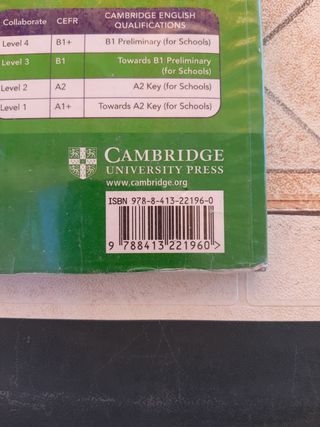 Collaborate CEFR CAMBRIDGE ENGLISH QUALIFICATIONS
Level 4 B1+ B1 Preliminary (for Schools)
Level 3 B1 Towards B1 Preliminary (for Schools)
Level 2 A2 A2 Key (for Schools)
Level 1 A1+ Towards A2 Key (for Schools)
CAMBRIDGE
UNIVERSITY PRESS
www.cambridge.org
ISBN 978-8-413-22196-0
9 788413 221960 >